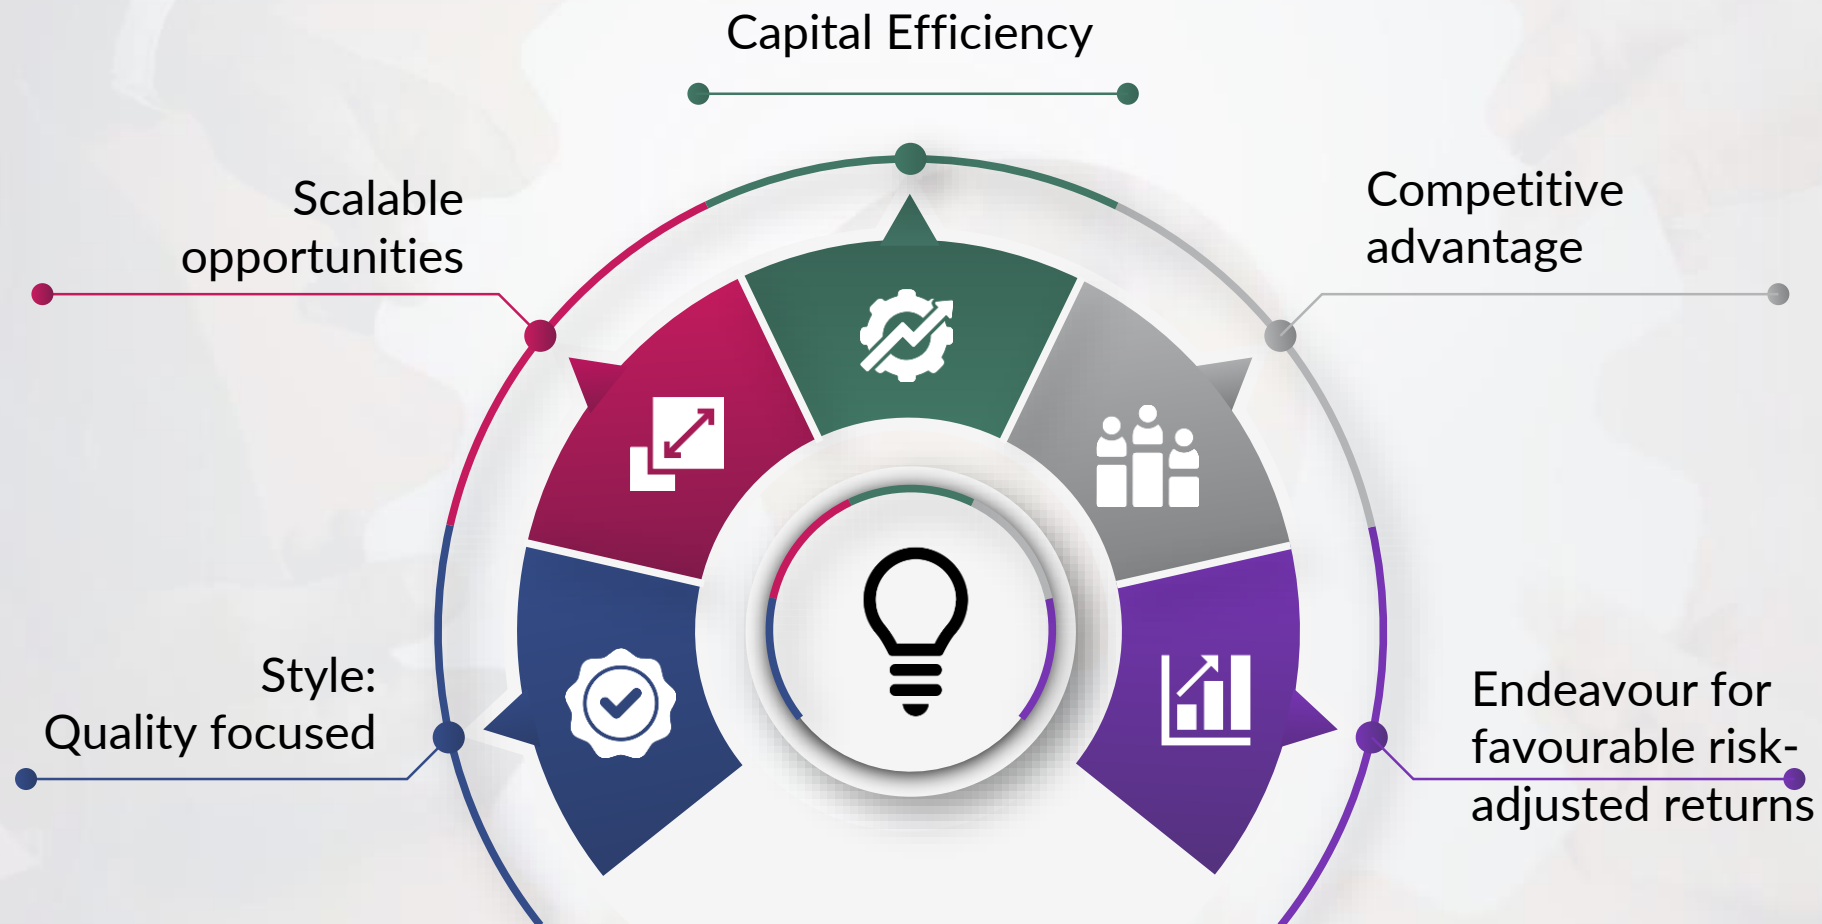 Capital Efficiency
Scalable
opportunities
Competitive
advantage
Style:
Quality focused
Endeavour for
favourable risk-
adjusted returns